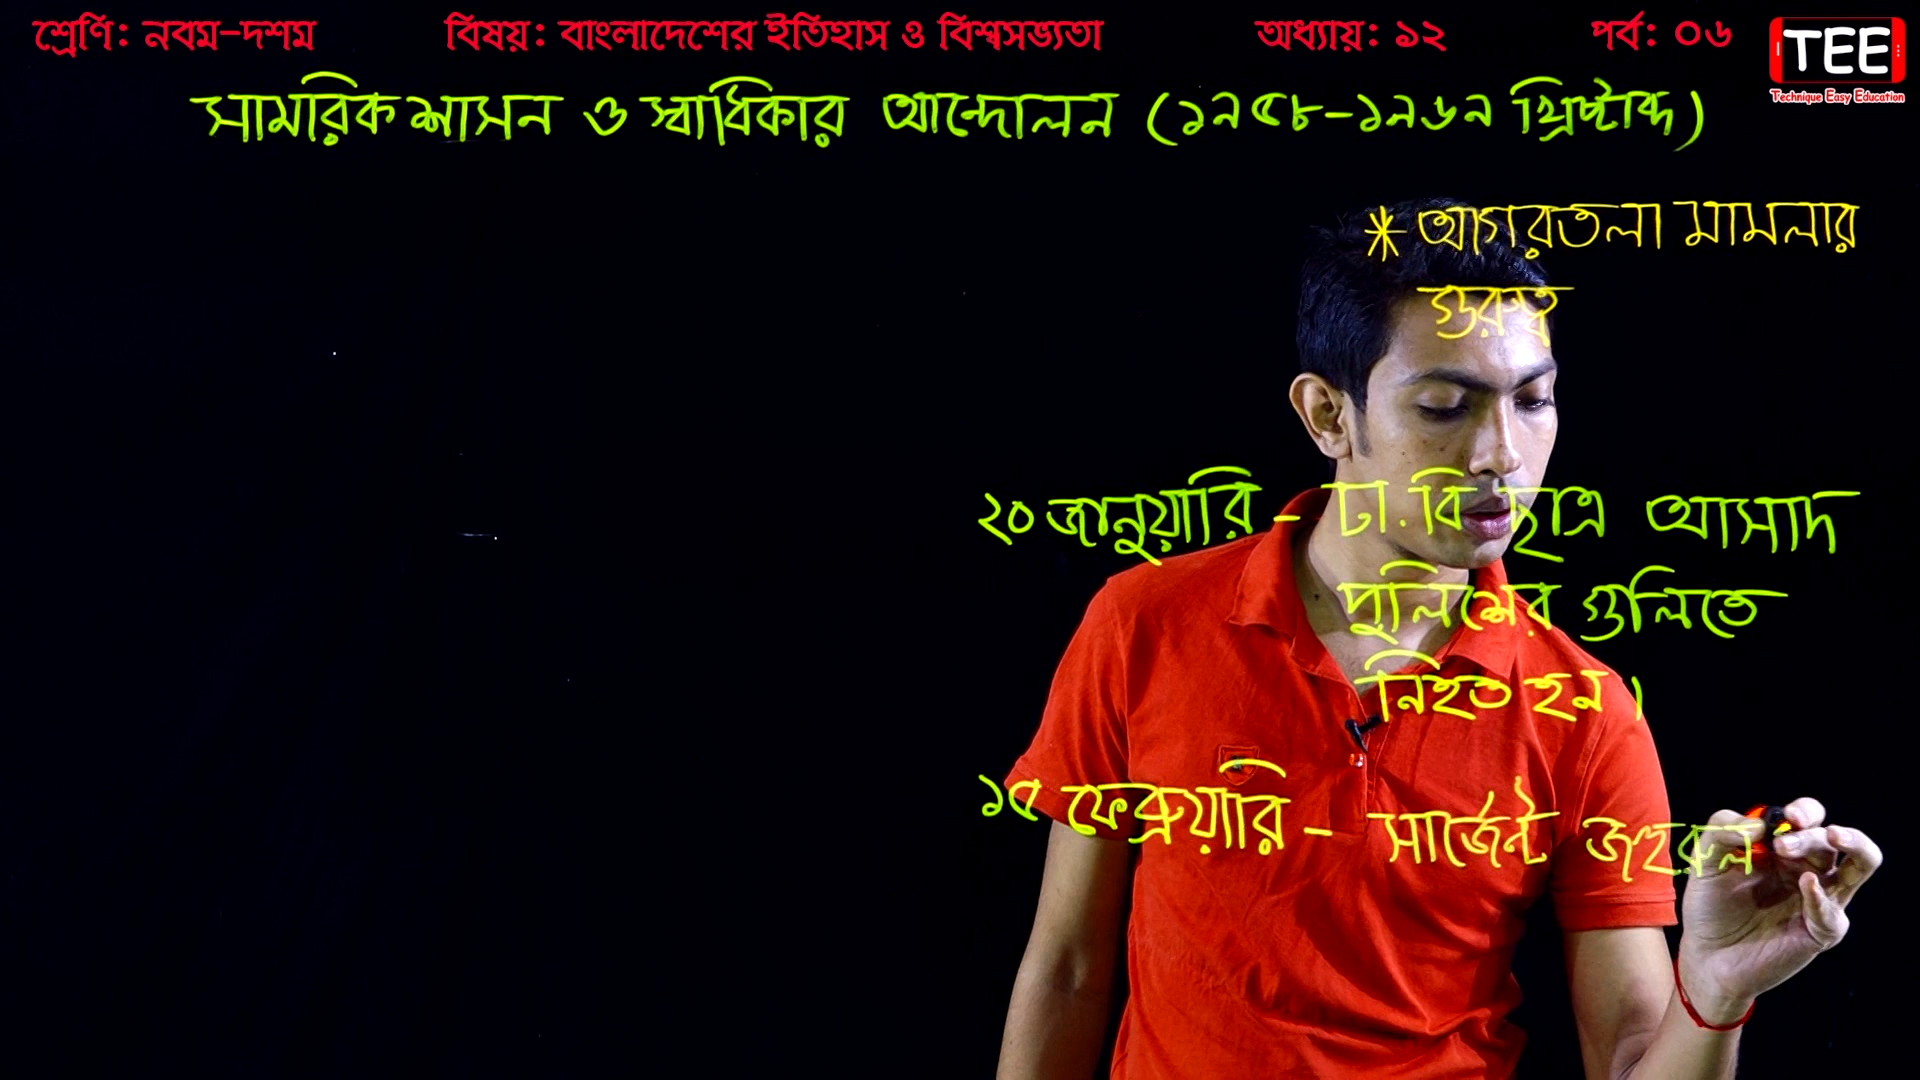 শ্রেণি: নবম-দশম বিষয়: বাংলাদেশের ইতিহাস ও বিশ্বসভ্যতা অধ্যায়: ১২ পর্ব: ০৬
TEE
Technique Easy Education
সামরিক শাসন ও স্বাধিকার আন্দোলন (১৯৫৮-১৯৬৯ খ্রিষ্টাব্দ)
* আগরতলা মামলার
গুরুত্ব
২০ জানুয়ারি - ঢা.বি ছাত্র আসাদ
পুলিশের গুলিতে
নিহত হন।
১৫ ফেব্রুয়ারি - সার্জেন্ট জহুরুল